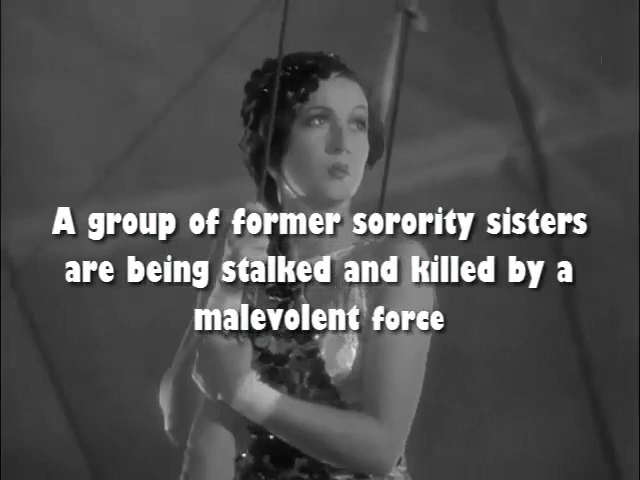 A group of former sorority sisters
are being stalked and killed by a
malevolent force